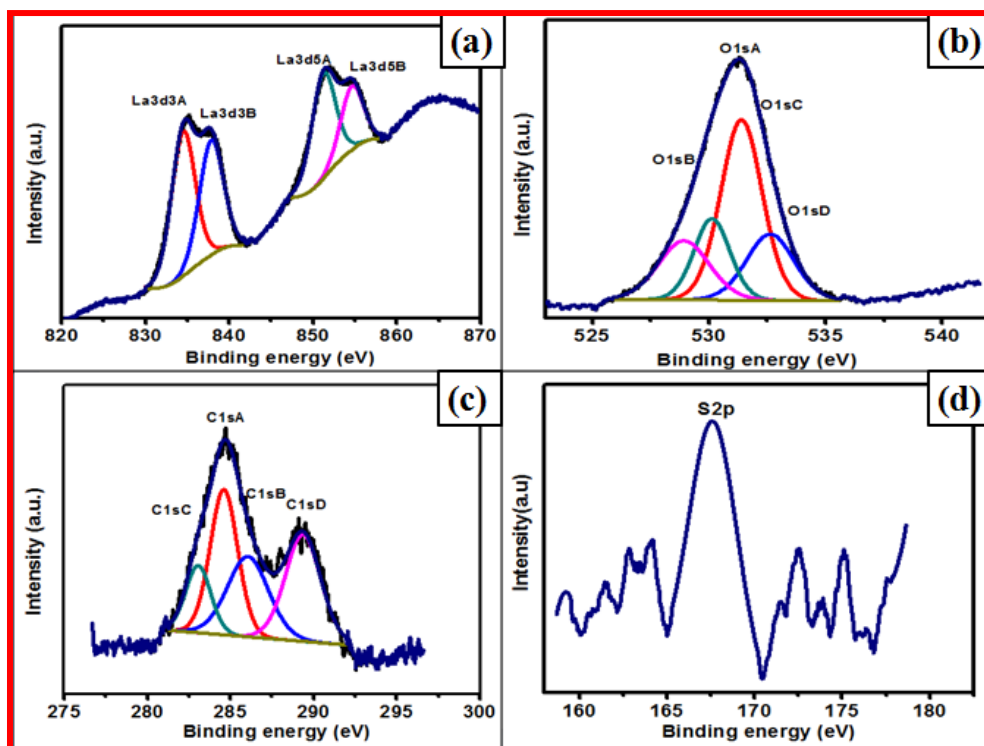 (a)
La3d5A
La3d5B
La3d3A
La3d3B
Intensity (a.u.)
820 830 840 850 860 870
Binding energy (eV)
(b)
O1sA
O1sC
O1sB
O1sD
Intensity(a.u.)
525 530 535 540
Binding energy (eV)
(c)
C1sA
C1sB
C1sC
C1sD
Intensity (a.u.)
275 280 285 290 295 300
Binding energy (eV)
(d)
S2p
Intensity(a.u)
160 165 170 175 180
Binding energy (eV)